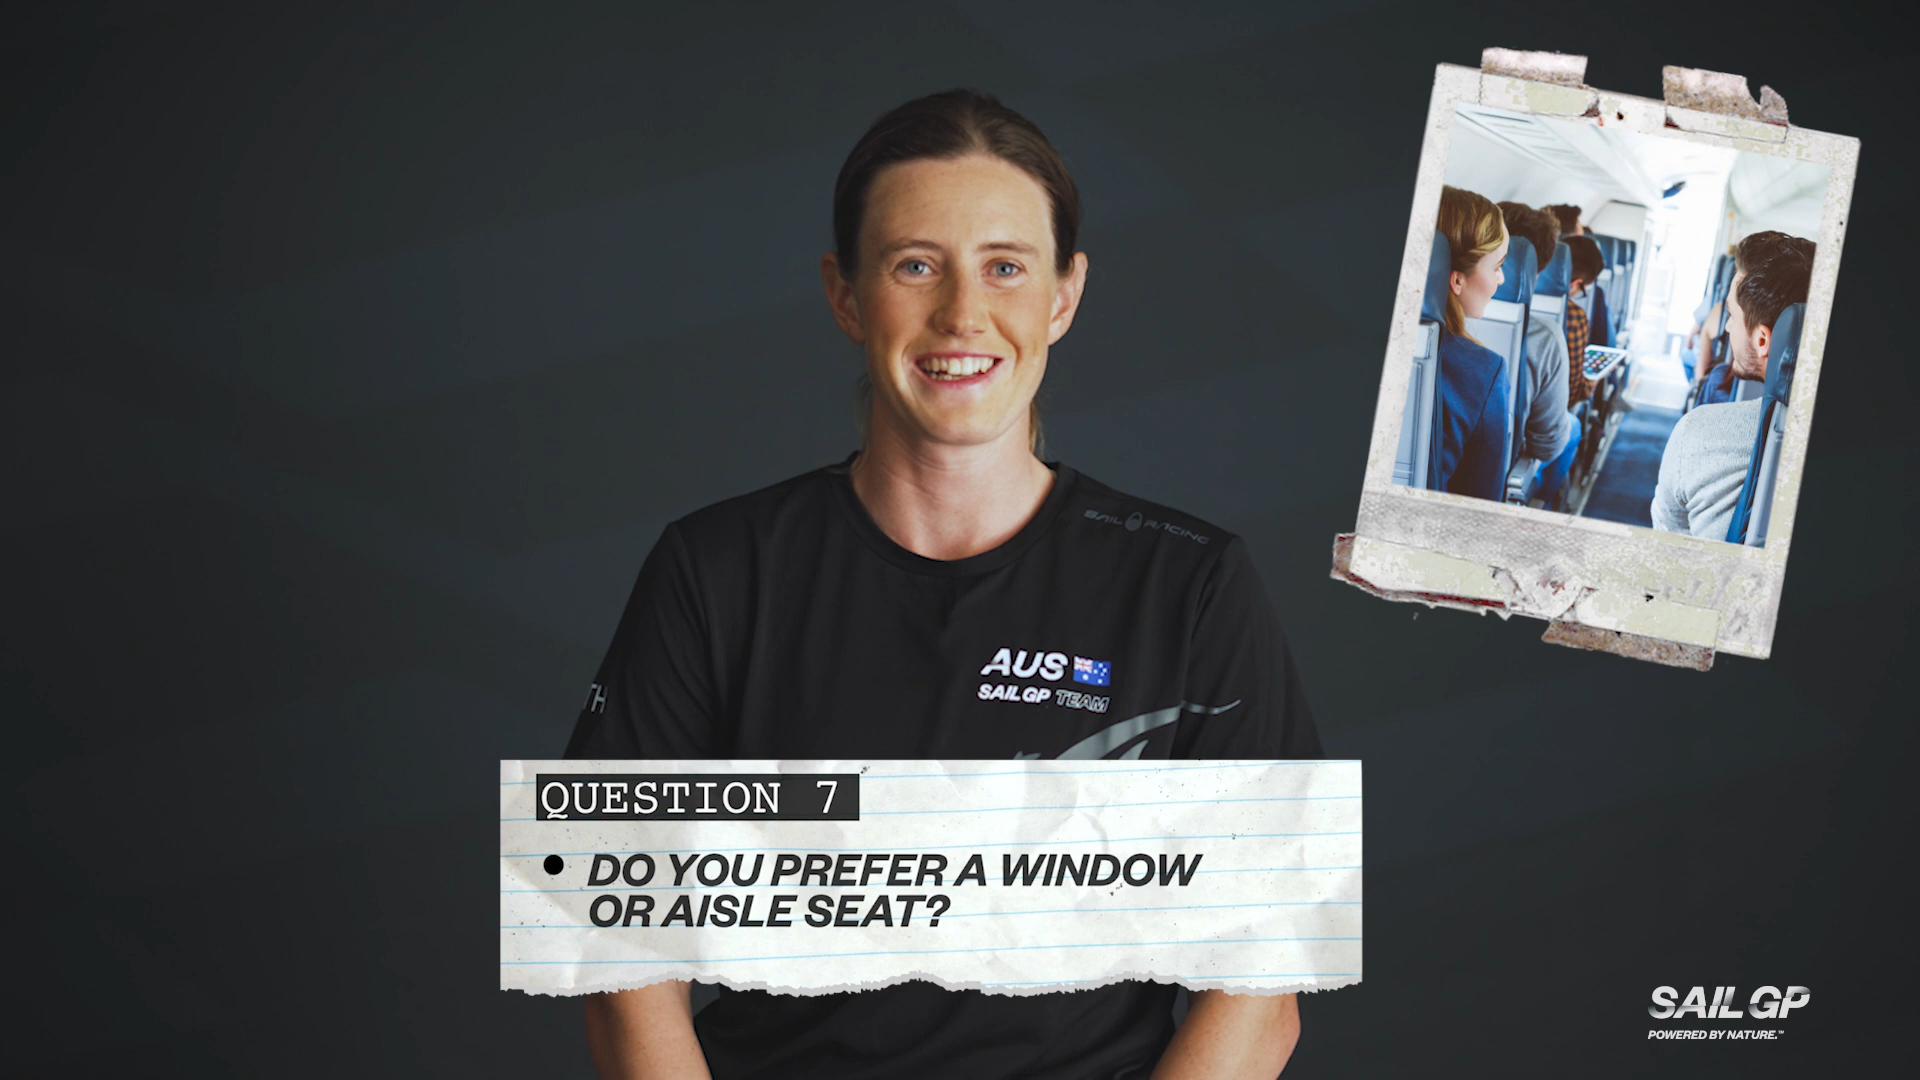 SAIL RACING
AUS
SAIL GP TEAM
TH
QUESTION 7
• DO YOU PREFER A WINDOW
OR AISLE SEAT?
SAIL GP
POWERED BY NATURE.™